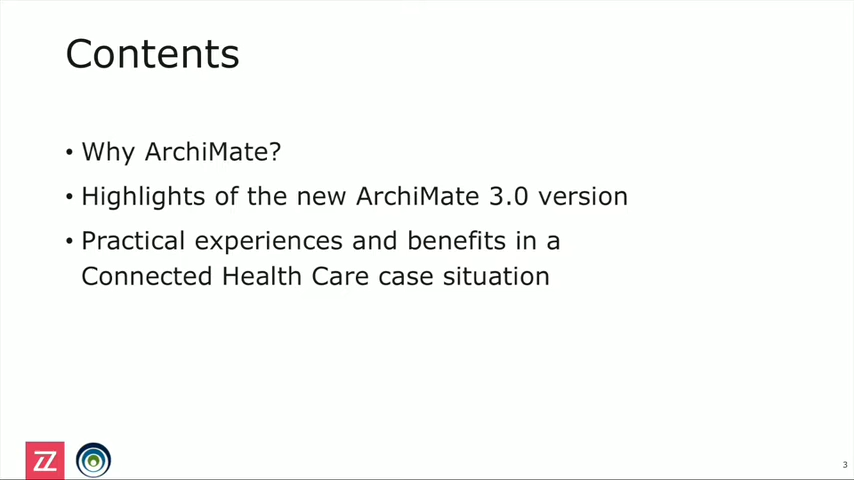 Contents
• Why ArchiMate?
• Highlights of the new ArchiMate 3.0 version
• Practical experiences and benefits in a
Connected Health Care case situation
ZZ
3